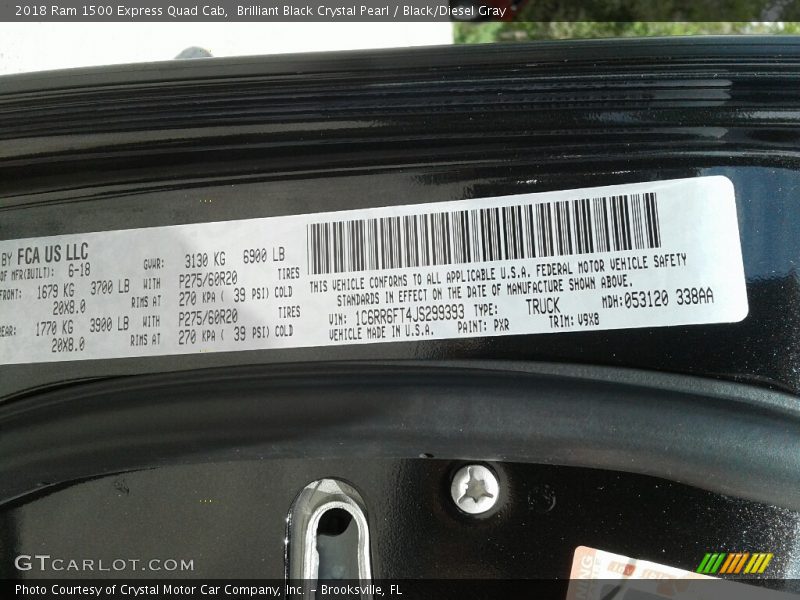 2018 Ram 1500 Express Quad Cab,  Brilliant Black Crystal Pearl / Black/Diesel Gray
BY FCA US LLC
OF MFR(BUILT): 6-18 GVWR: 3130 KG 6900 LB
FRONT: 1679 KG 3700 LB WITH P275/60R20 TIRES
20X8.0 RIMS AT 270 KPA ( 39 PSI) COLD
REAR: 1770 KG 3900 LB WITH P275/60R20 TIRES
20X8.0 RIMS AT 270 KPA ( 39 PSI) COLD
THIS VEHICLE CONFORMS TO ALL APPLICABLE U.S.A. FEDERAL MOTOR VEHICLE SAFETY
STANDARDS IN EFFECT ON THE DATE OF MANUFACTURE SHOWN ABOVE.
VIN: 1C6RR6FT4JS299393 TYPE: TRUCK MDH:053120 338AA
VEHICLE MADE IN U.S.A. PAINT: PXR TRIM: V9X8
GTCARLOT.COM
Photo Courtesy of Crystal Motor Car Company, Inc. - Brooksville, FL